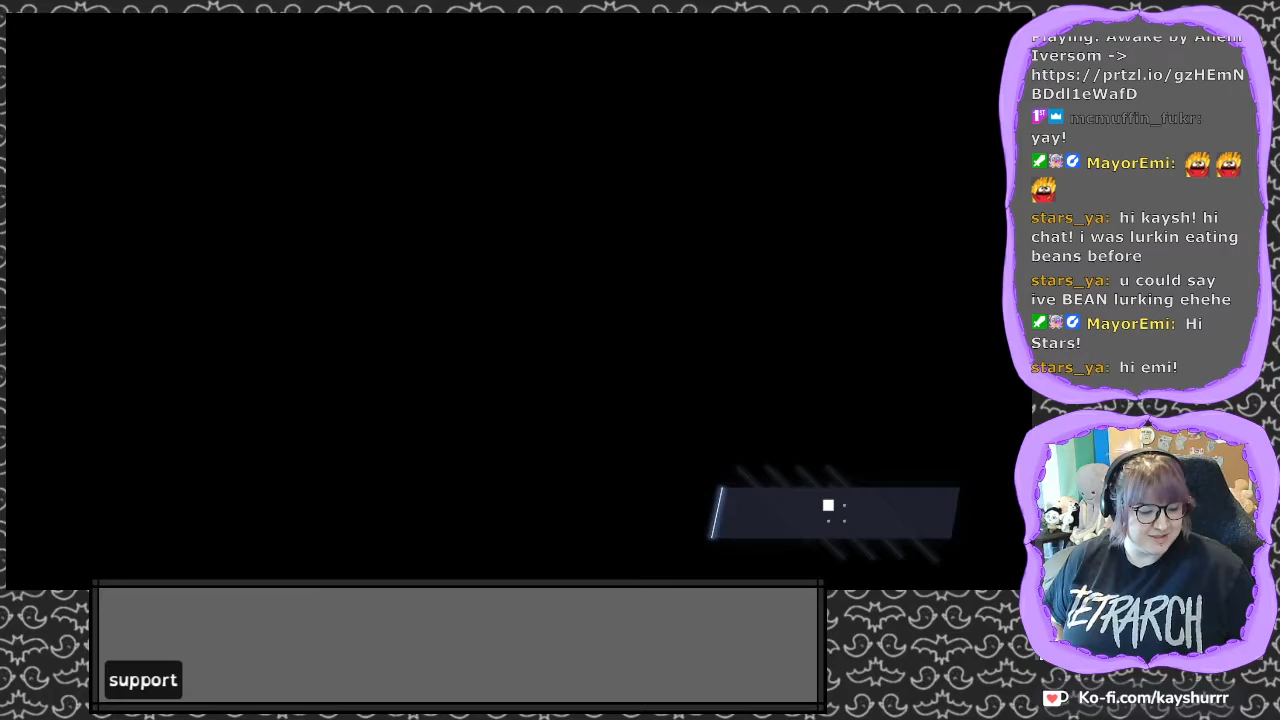 Playing: Awake by Anem
Iversom ->
https://prtzl.io/gzHEmN
BDdl1eWafD
1ST mcmuffin_fukr:
yay!
MayorEmi:
stars_ya: hi kaysh! hi
chat! i was lurkin eating
beans before
stars_ya: u could say
ive BEAN lurking ehehe
MayorEmi: Hi
Stars!
stars_ya: hi emi!
TETRARCH
support
Ko-fi.com/kayshurrr